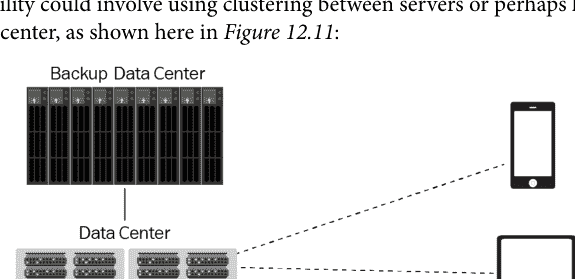 ility could involve using clustering between servers or perhaps
center, as shown here in Figure 12.11:
Backup Data Center
Data Center